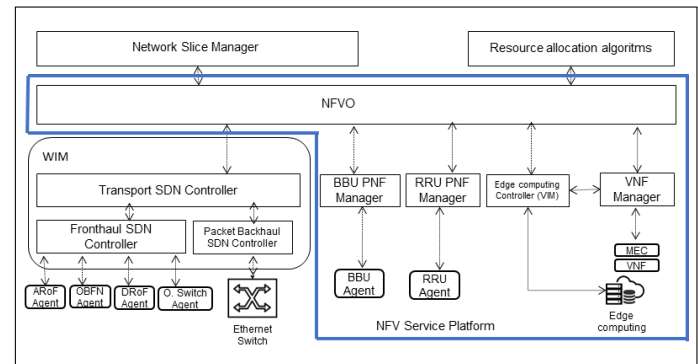 Network Slice Manager
Resource allocation algoritms
NFVO
WIM
Transport SDN Controller
Fronthaul SDN
Controller
Packet Backhaul
SDN Controller
ARoF
Agent
OBFN
Agent
DRoF
Agent
O. Switch
Agent
Ethernet
Switch
BBU PNF
Manager
RRU PNF
Manager
Edge computing
Controller (VIM)
VNF
Manager
BBU
Agent
RRU
Agent
MEC
VNF
Edge
computing
NFV Service Platform